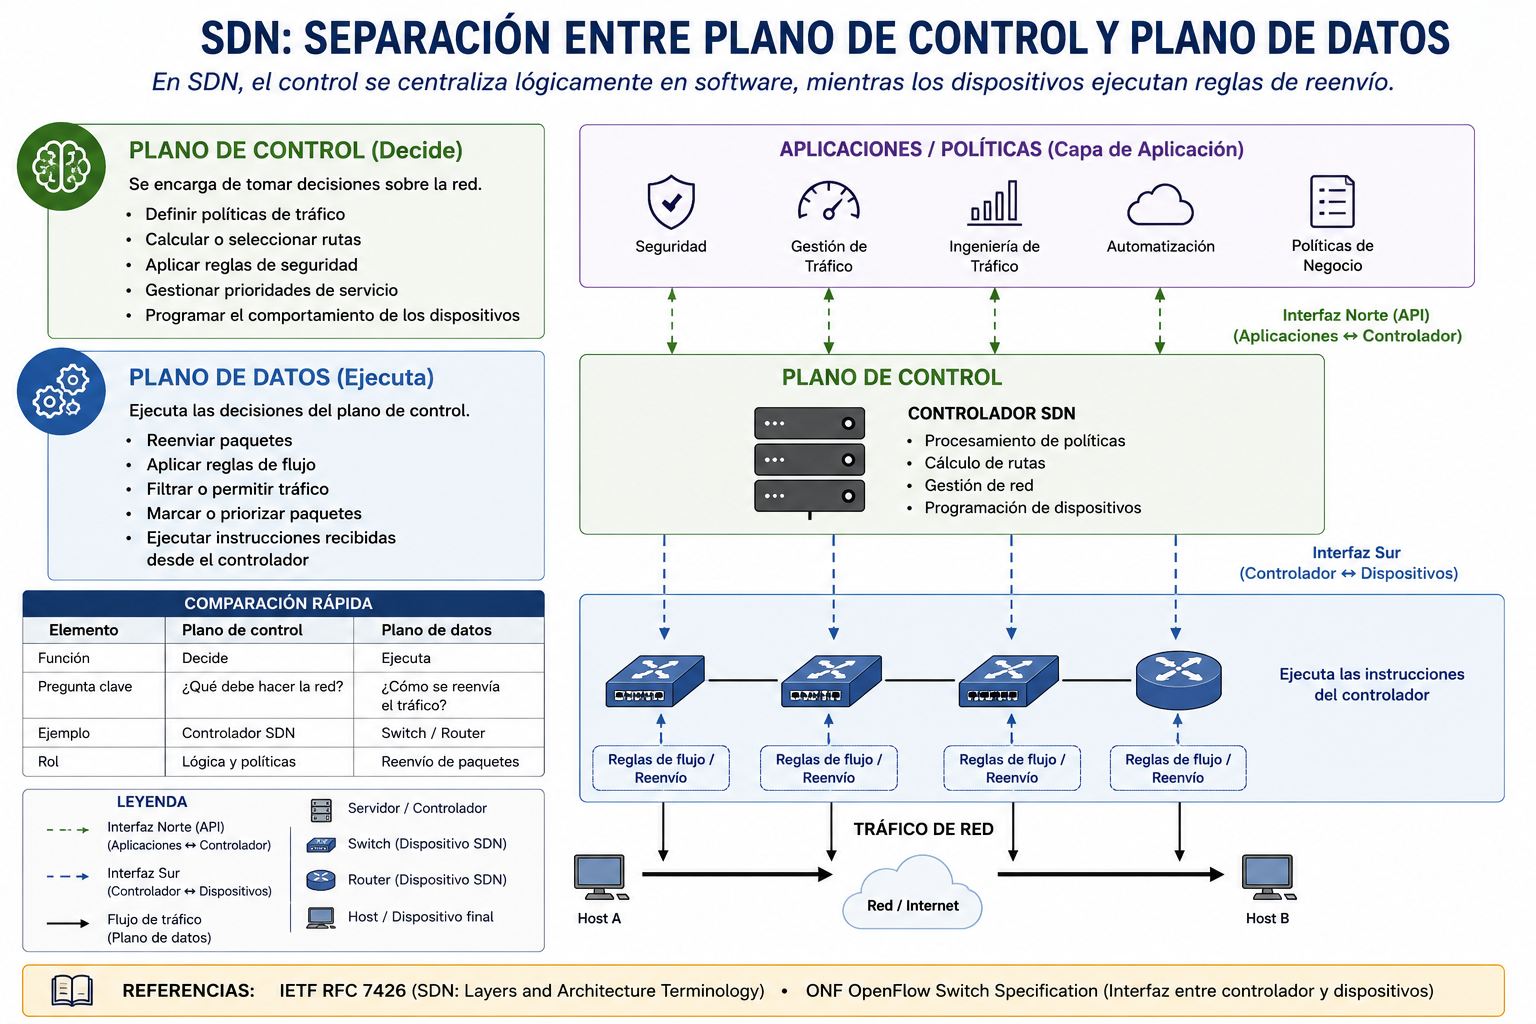 SDN: SEPARACIÓN ENTRE PLANO DE CONTROL Y PLANO DE DATOS
En SDN, el control se centraliza lógicamente en software, mientras los dispositivos ejecutan reglas de reenvío.
PLANO DE CONTROL (Decide)
Se encarga de tomar decisiones sobre la red.
• Definir políticas de tráfico
• Calcular o seleccionar rutas
• Aplicar reglas de seguridad
• Gestionar prioridades de servicio
• Programar el comportamiento de los dispositivos
PLANO DE DATOS (Ejecuta)
Ejecuta las decisiones del plano de control.
• Reenviar paquetes
• Aplicar reglas de flujo
• Filtrar o permitir tráfico
• Marcar o priorizar paquetes
• Ejecutar instrucciones recibidas
desde el controlador
COMPARACIÓN RÁPIDA
Elemento Plano de control Plano de datos
Función Decide Ejecuta
Pregunta clave ¿Qué debe hacer la red? ¿Cómo se reenvía
el tráfico?
Ejemplo Controlador SDN Switch / Router
Rol Lógica y políticas Reenvío de paquetes
LEYENDA
Interfaz Norte (API)
(Aplicaciones ↔ Controlador)
Interfaz Sur
(Controlador ↔ Dispositivos)
Flujo de tráfico
(Plano de datos)
Servidor / Controlador
Switch (Dispositivo SDN)
Router (Dispositivo SDN)
Host / Dispositivo final
APLICACIONES / POLÍTICAS (Capa de Aplicación)
Seguridad
Gestión de
Tráfico
Ingeniería de
Tráfico
Automatización
Políticas de
Negocio
Interfaz Norte (API)
(Aplicaciones ↔ Controlador)
PLANO DE CONTROL
CONTROLADOR SDN
• Procesamiento de políticas
• Cálculo de rutas
• Gestión de red
• Programación de dispositivos
Interfaz Sur
(Controlador ↔ Dispositivos)
Ejecuta las instrucciones
del controlador
Reglas de flujo /
Reenvío
Reglas de flujo /
Reenvío
Reglas de flujo /
Reenvío
Reglas de flujo /
Reenvío
TRÁFICO DE RED
Host A
Red / Internet
Host B
REFERENCIAS: IETF RFC 7426 (SDN: Layers and Architecture Terminology) • ONF OpenFlow Switch Specification (Interfaz entre controlador y dispositivos)